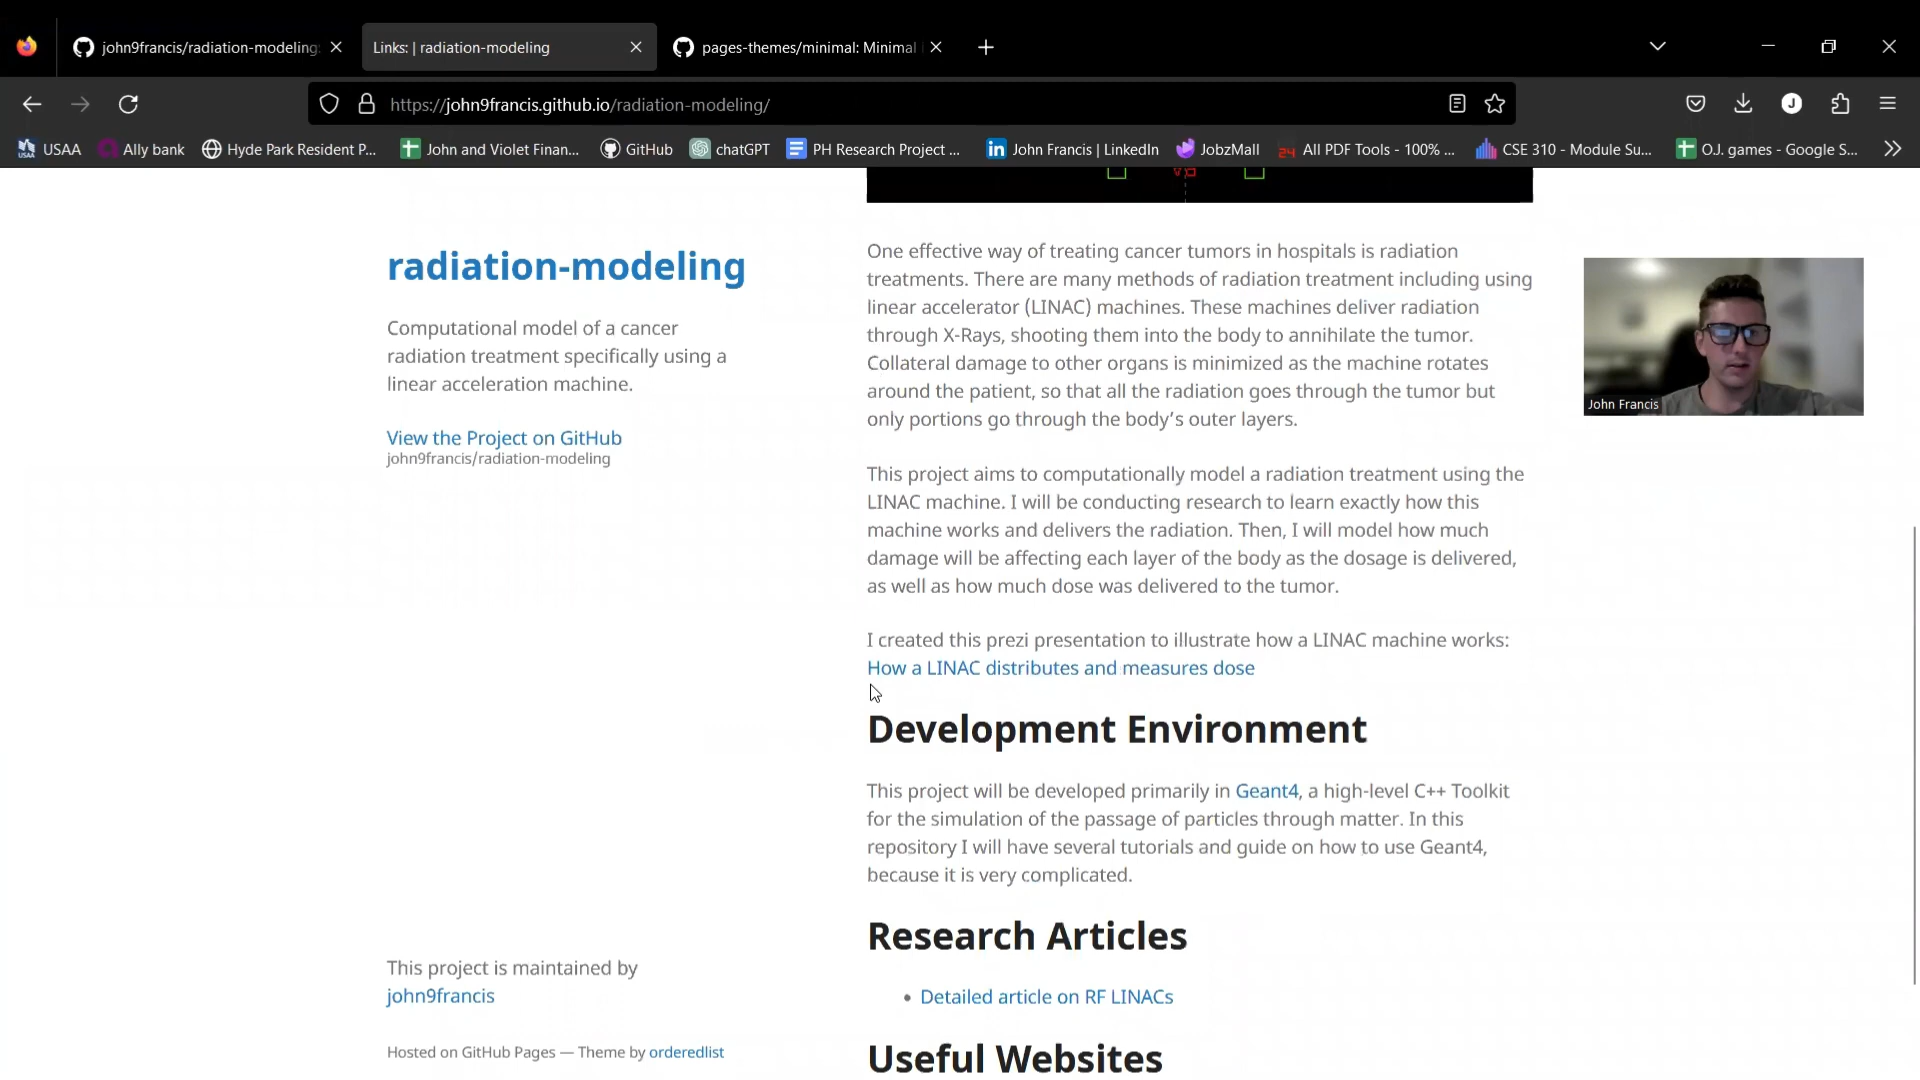 john9francis/radiation-modeling:
Links: | radiation-modeling
pages-themes/minimal: Minimal
https://john9francis.github.io/radiation-modeling/
J
USAA
Ally bank
Hyde Park Resident P...
John and Violet Finan...
GitHub
chatGPT
PH Research Project ...
John Francis | LinkedIn
JobzMall
All PDF Tools - 100% ...
CSE 310 - Module Su...
O.J. games - Google S...
radiation-modeling
Computational model of a cancer
radiation treatment specifically using a
linear acceleration machine.
View the Project on GitHub
john9francis/radiation-modeling
This project is maintained by
john9francis
Hosted on GitHub Pages — Theme by orderedlist
One effective way of treating cancer tumors in hospitals is radiation
treatments. There are many methods of radiation treatment including using
linear accelerator (LINAC) machines. These machines deliver radiation
through X-Rays, shooting them into the body to annihilate the tumor.
Collateral damage to other organs is minimized as the machine rotates
around the patient, so that all the radiation goes through the tumor but
only portions go through the body’s outer layers.
This project aims to computationally model a radiation treatment using the
LINAC machine. I will be conducting research to learn exactly how this
machine works and delivers the radiation. Then, I will model how much
damage will be affecting each layer of the body as the dosage is delivered,
as well as how much dose was delivered to the tumor.
I created this prezi presentation to illustrate how a LINAC machine works:
How a LINAC distributes and measures dose
Development Environment
This project will be developed primarily in Geant4, a high-level C++ Toolkit
for the simulation of the passage of particles through matter. In this
repository I will have several tutorials and guide on how to use Geant4,
because it is very complicated.
Research Articles
• Detailed article on RF LINACs
Useful Websites
John Francis